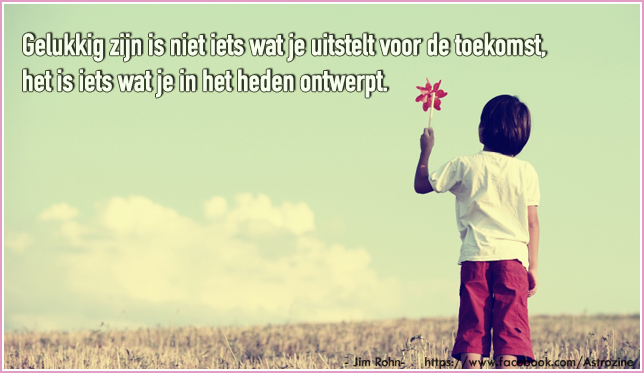 Gelukkig zijn is niet iets wat je uitstelt voor de toekomst,
het is iets wat je in het heden ontwerpt.
- Jim Rohn- https://www.facebook.com/Astrozine/